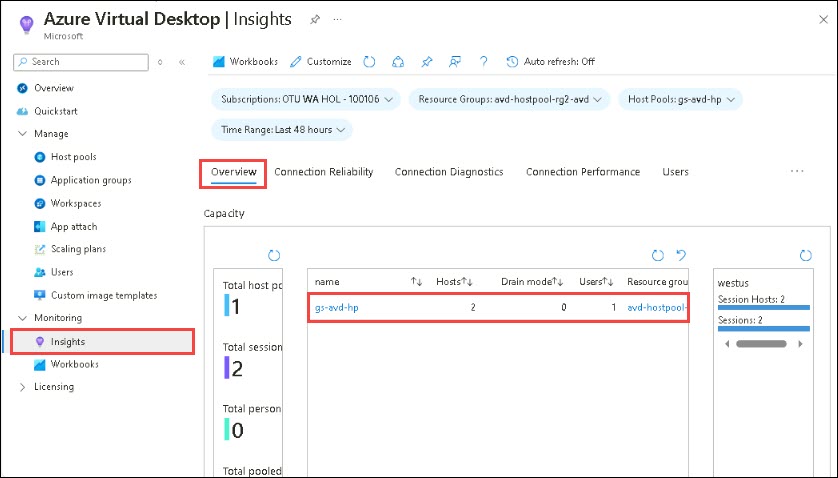 Azure Virtual Desktop | Insights
Microsoft
Search
Overview
Quickstart
Manage
Host pools
Application groups
Workspaces
App attach
Scaling plans
Users
Custom image templates
Monitoring
Insights
Workbooks
Licensing
Workbooks Customize ? Auto refresh: Off
Subscriptions: OTU WA HOL - 100106 Resource Groups: avd-hostpool-rg2-avd Host Pools: gs-avd-hp
Time Range: Last 48 hours
Overview Connection Reliability Connection Diagnostics Connection Performance Users ...
Capacity
Total host po
1
Total session
2
Total person
0
Total pooled
name Hosts Drain mode Users Resource grou
gs-avd-hp 2 0 1 avd-hostpool-
westus
Session Hosts: 2
Sessions: 2